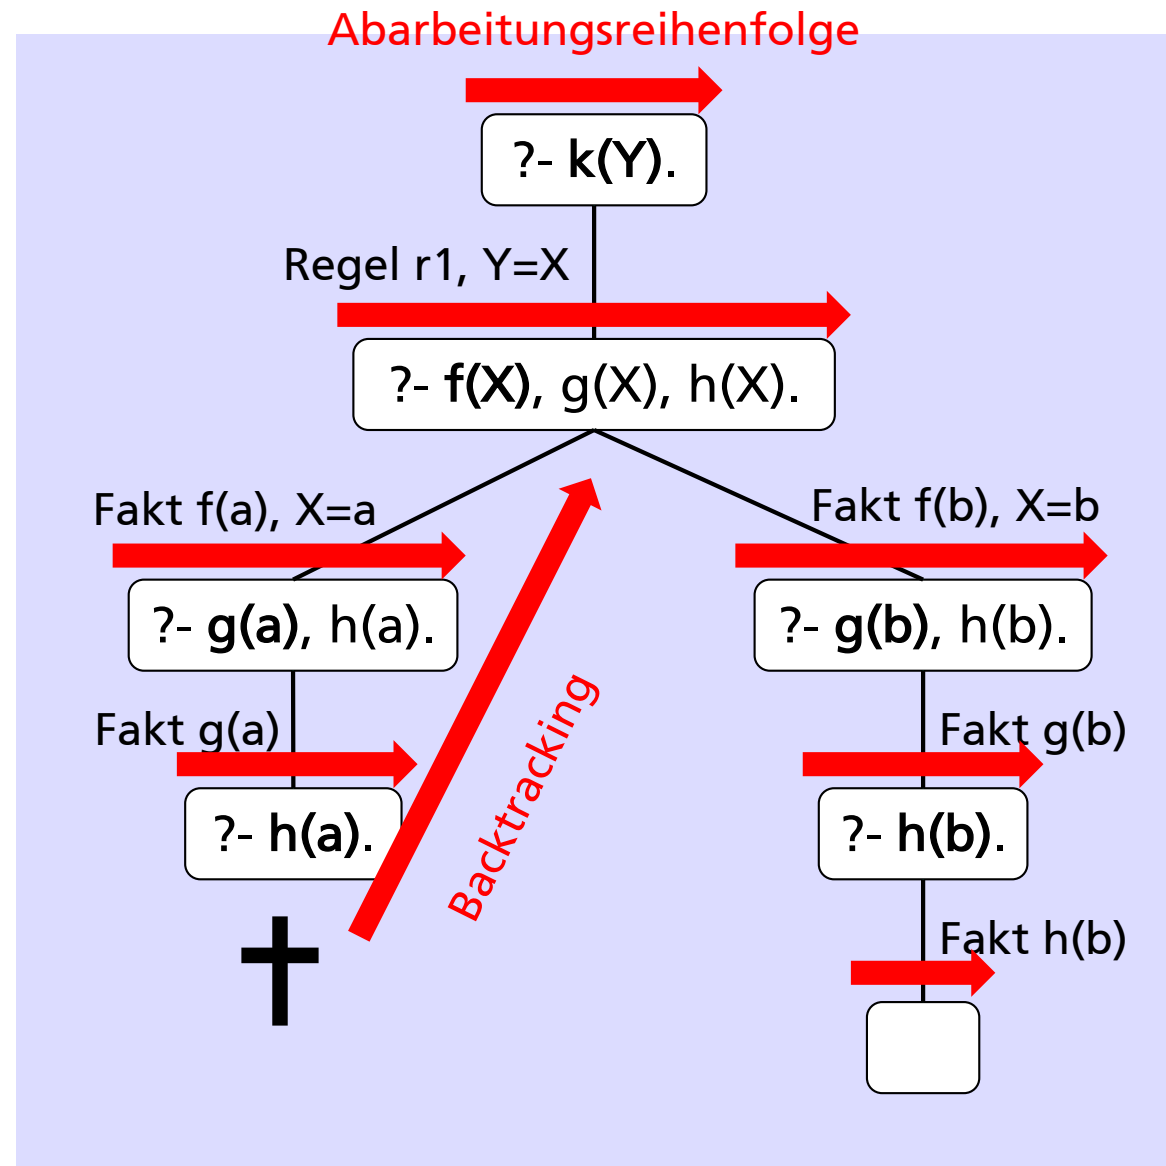 Abarbeitungsreihenfolge
?- k(Y).
Regel r1, Y=X
?- f(X), g(X), h(X).
Fakt f(a), X=a
Fakt f(b), X=b
?- g(a), h(a).
?- g(b), h(b).
Backtracking
Fakt g(a)
Fakt g(b)
?- h(a).
?- h(b).
Fakt h(b)